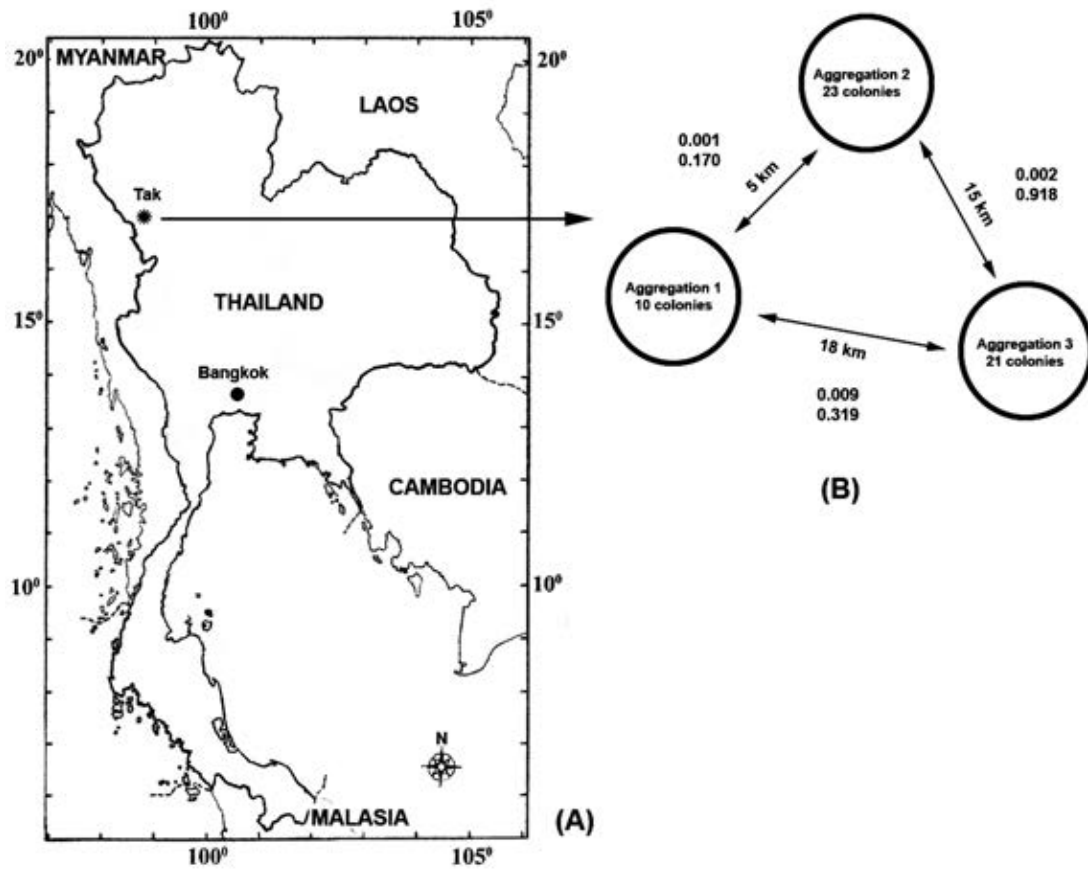 100⁰ 105⁰
20⁰ MYANMAR 20⁰
LAOS
Tak
THAILAND
15⁰ 15⁰
Bangkok
CAMBODIA
10⁰ 10⁰
N
MALASIA
100⁰ 105⁰
(A)
Aggregation 2
23 colonies
0.001
0.170
5 km
0.002
0.918
15 km
Aggregation 1
10 colonies
18 km
Aggregation 3
21 colonies
0.009
0.319
(B)